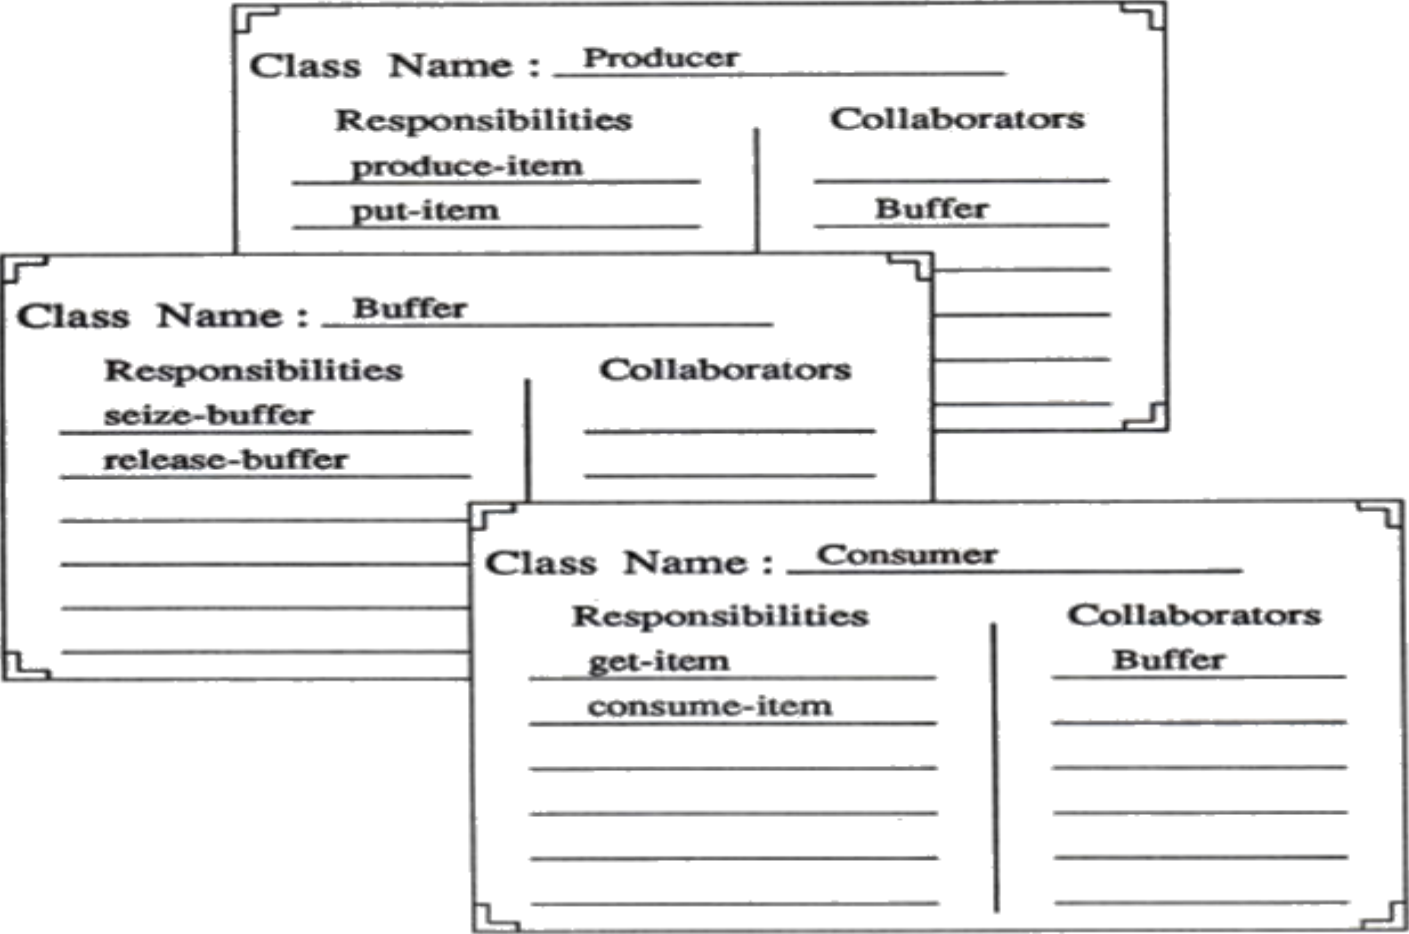 Class Name : Producer
Responsibilities Collaborators
produce-item
put-item Buffer
Class Name : Buffer
Responsibilities Collaborators
seize-buffer
release-buffer
Class Name : Consumer
Responsibilities Collaborators
get-item Buffer
consume-item